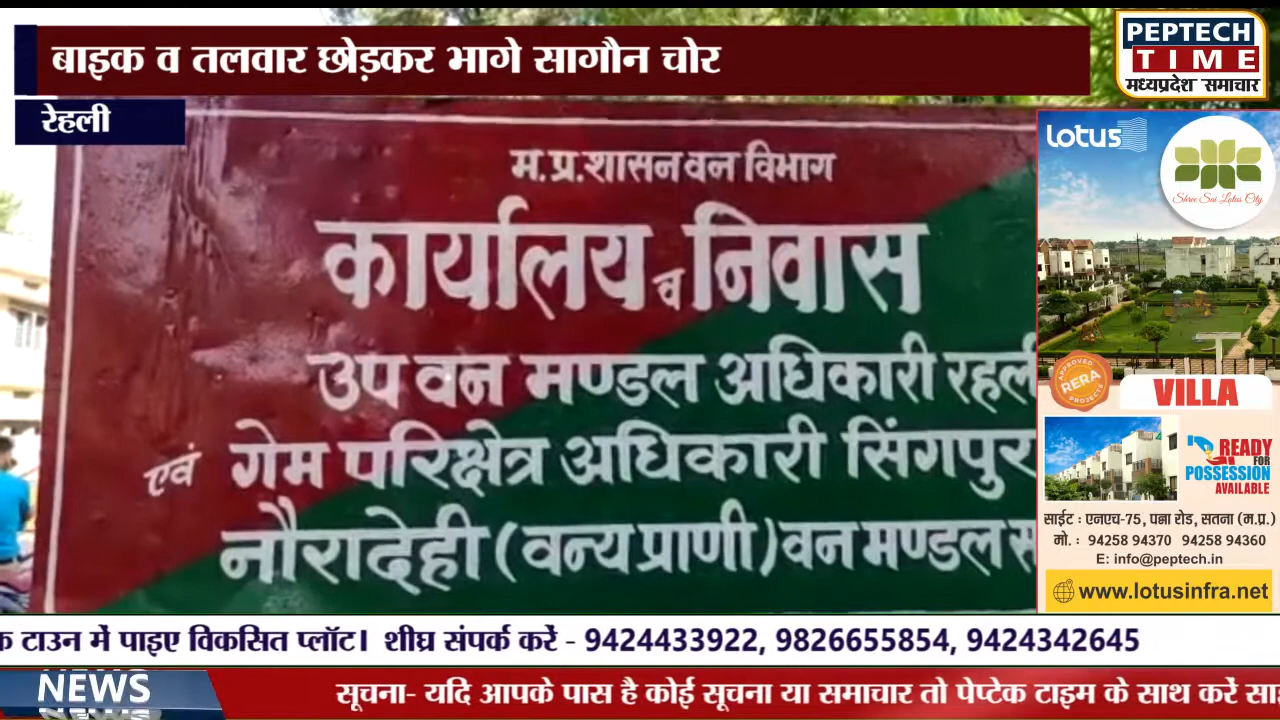 बाइक व तलवार छोड़कर भागे सागौन चोर
PEPTECH
TIME
मध्यप्रदेश समाचार
रेहली
म.प्र.शासन वन विभाग
कार्यालय व निवास
उप वन मण्डल अधिकारी रहली
एवं गेम परिक्षेत्र अधिकारी सिंगपुर
नौरादेही (वन्य प्राणी) वन मण्डल
lotus
Shree Sai Lotus City
APPROVED
RERA
PROJECTS
VILLA
READY
FOR
POSSESSION
AVAILABLE
साईट : एनएच-75, पन्ना रोड, सतना (म.प्र.)
मो. : 94258 94370 94258 94360
E: info@peptech.in
www.lotusinfra.net
टाउन में पाइए विकसित प्लॉट। शीघ्र संपर्क करें - 9424433922, 9826655854, 9424342645
NEWS
सूचना- यदि आपके पास है कोई सूचना या समाचार तो पेप्टेक टाइम के साथ करें